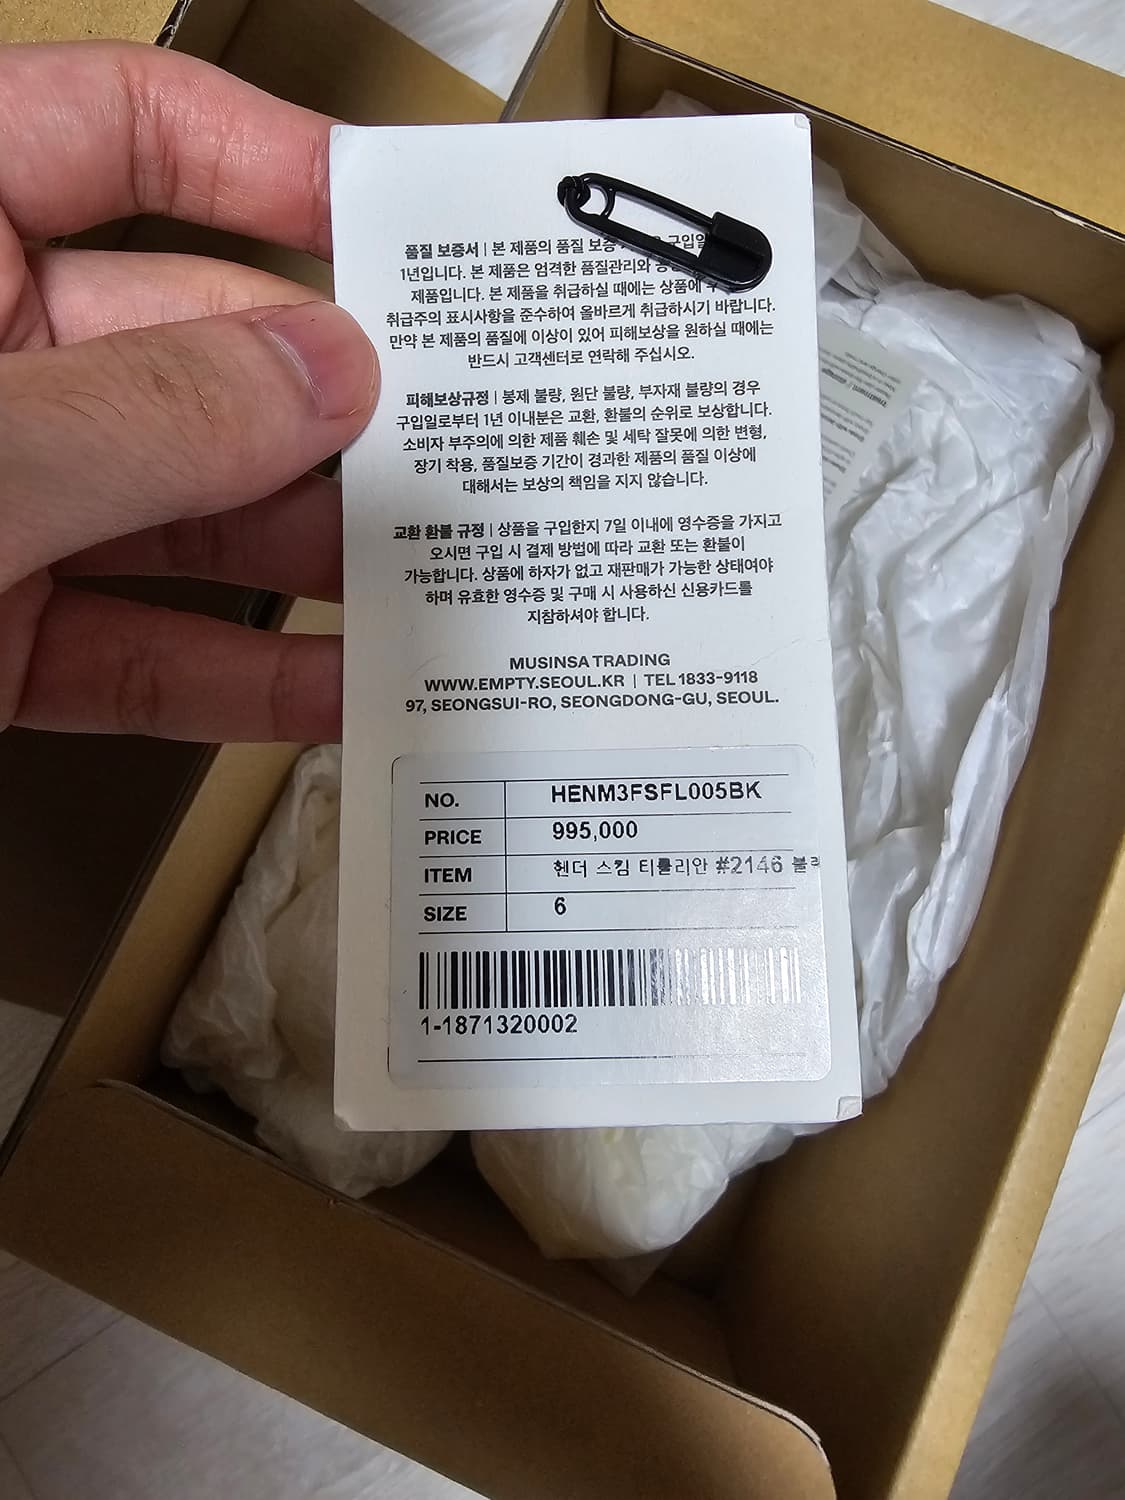 품질 보증서 | 본 제품의 품질 보증 구입일
1년입니다. 본 제품은 엄격한 품질관리와
제품입니다. 본 제품을 취급하실 때에는 상품에
취급주의 표시사항을 준수하여 올바르게 취급하시기 바랍니다.
만약 본 제품의 품질에 이상이 있어 피해보상을 원하실 때에는
반드시 고객센터로 연락해 주십시오.
피해보상규정 | 봉제 불량, 원단 불량, 부자재 불량의 경우
구입일로부터 1년 이내분은 교환, 환불의 순위로 보상합니다.
소비자 부주의에 의한 제품 훼손 및 세탁 잘못에 의한 변형,
장기 착용, 품질보증 기간이 경과한 제품의 품질 이상에
대해서는 보상의 책임을 지지 않습니다.
교환 환불 규정 | 상품을 구입한지 7일 이내에 영수증을 가지고
오시면 구입 시 결제 방법에 따라 교환 또는 환불이
가능합니다. 상품에 하자가 없고 재판매가 가능한 상태여야
하며 유효한 영수증 및 구매 시 사용하신 신용카드를
지참하셔야 합니다.
MUSINSA TRADING
WWW.EMPTY.SEOUL.KR | TEL 1833-9118
97, SEONGSUI-RO, SEONGDONG-GU, SEOUL.
NO. HENM3FSFL005BK
PRICE 995,000
ITEM 헨더 스킴 티롤리안 #2146 블랙
SIZE 6
1-1871320002